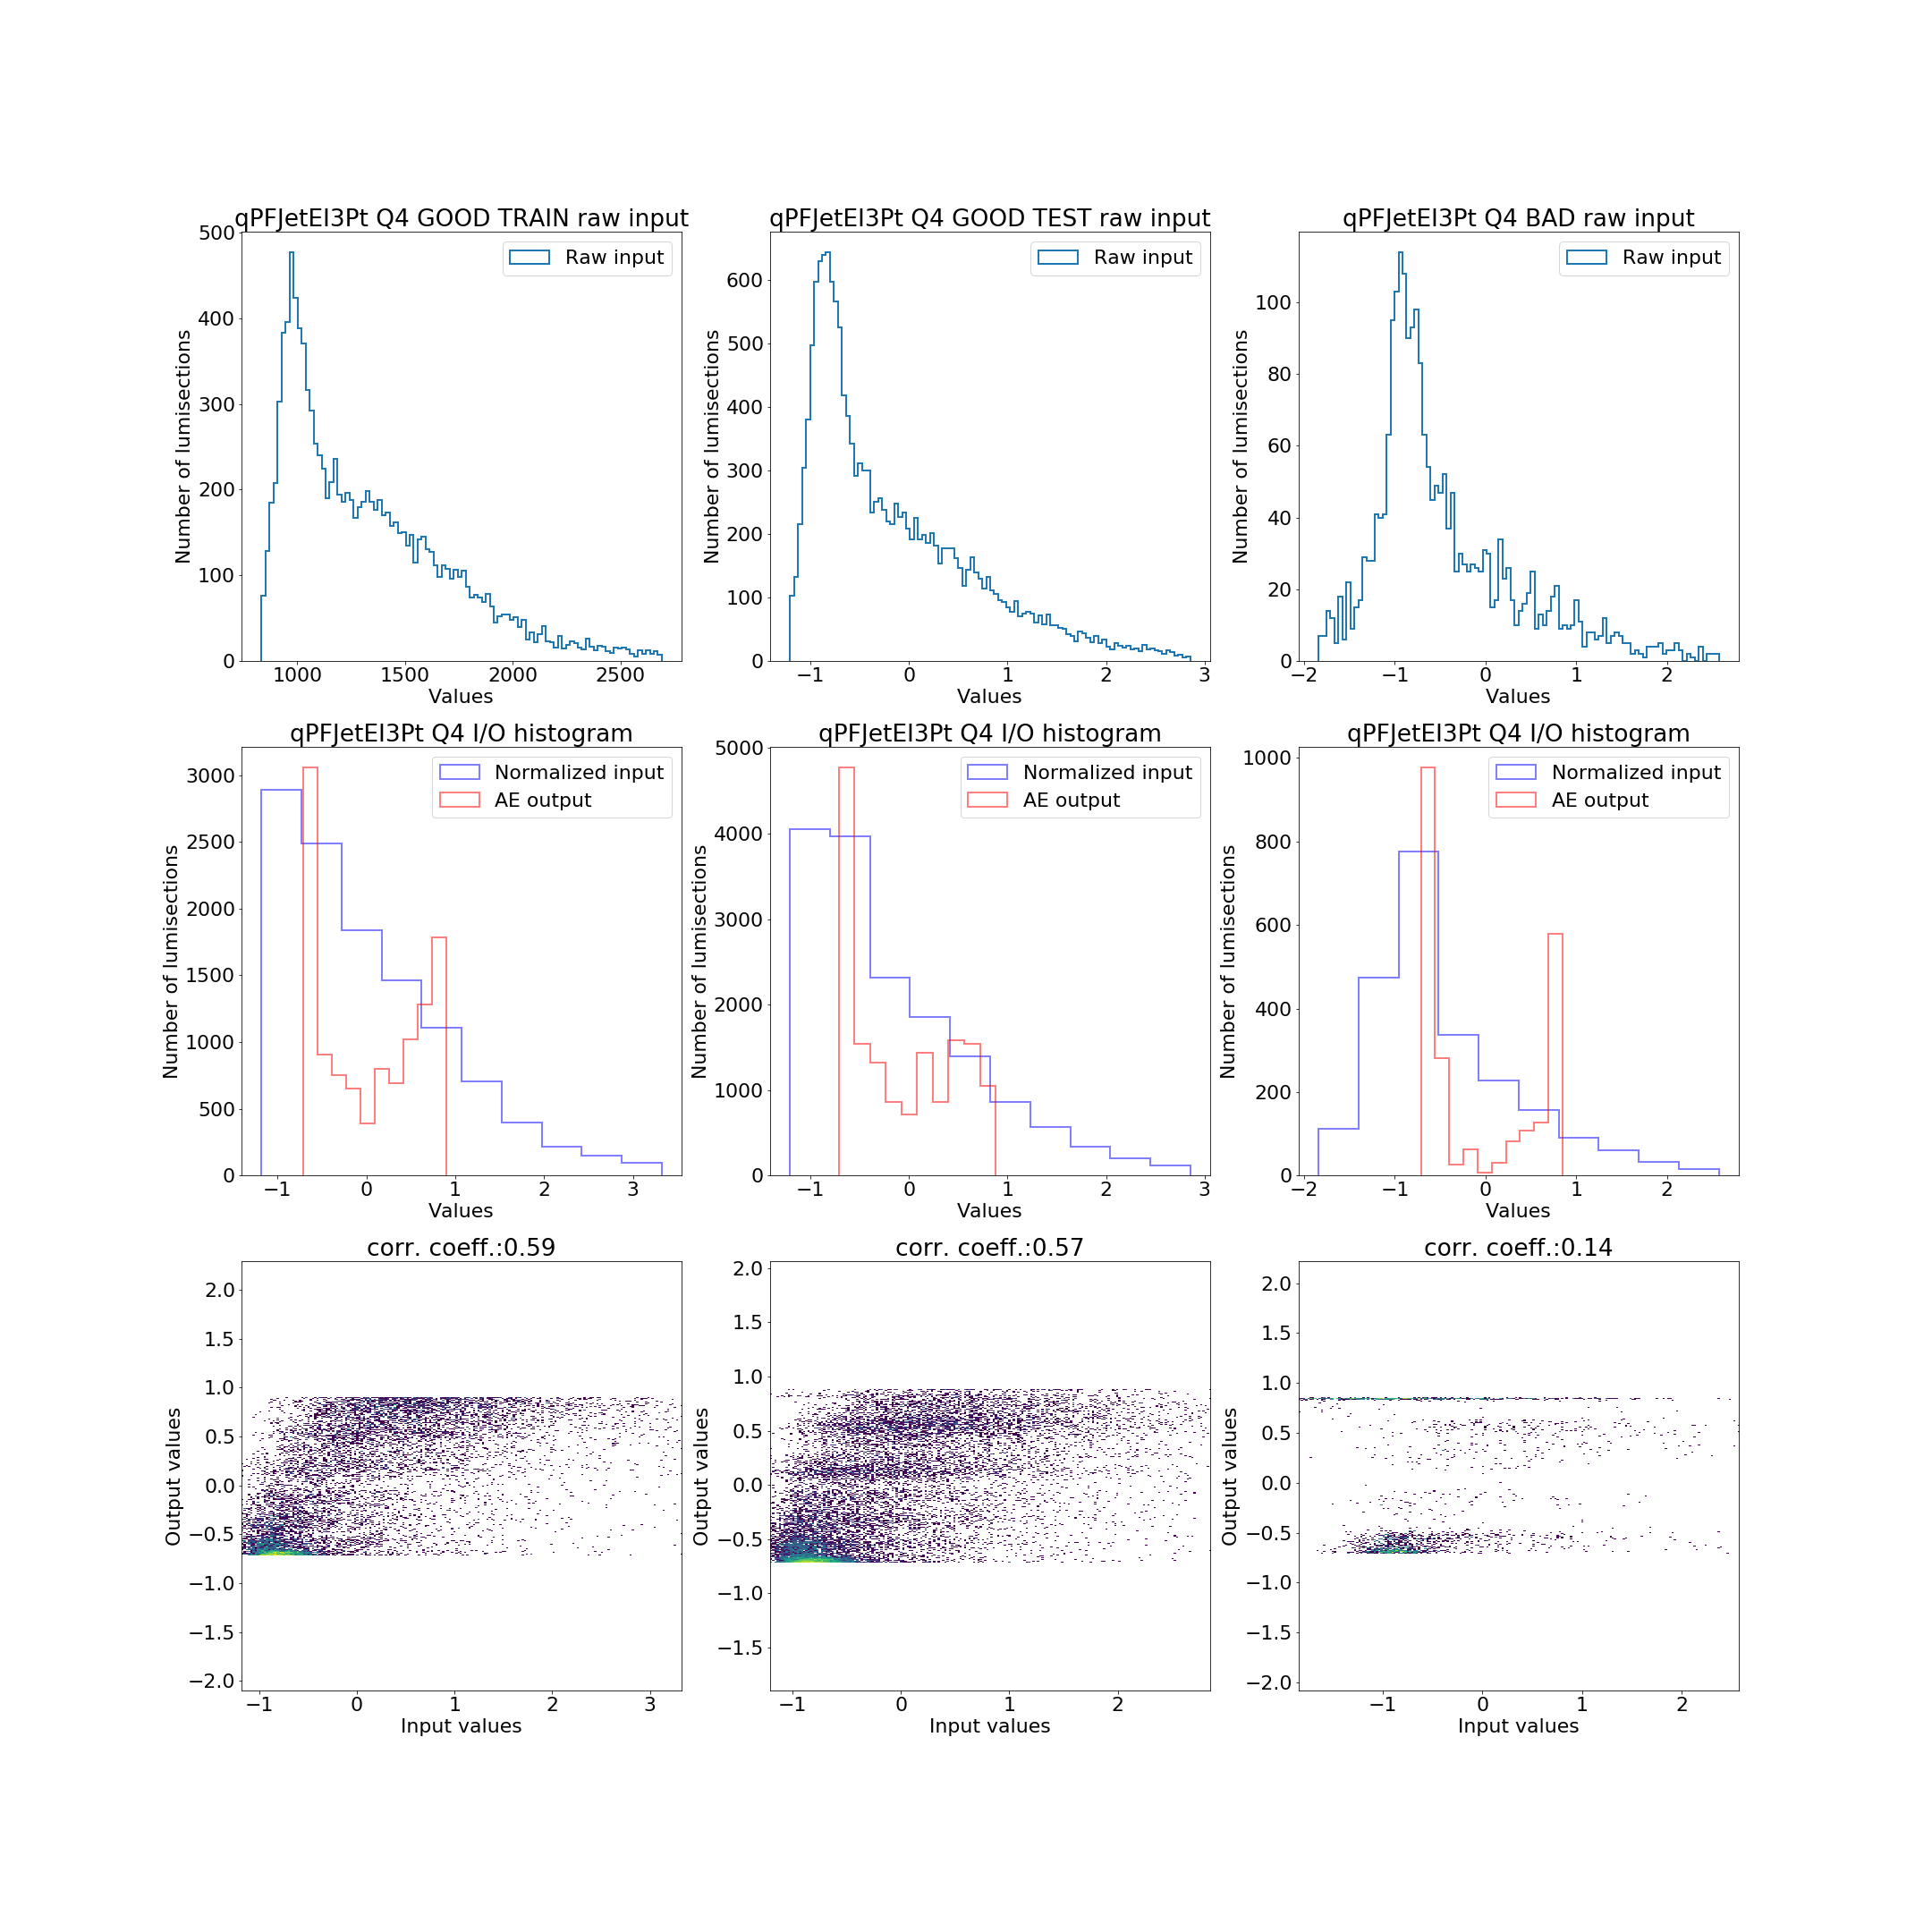 qPFJetEI3Pt Q4 GOOD TRAIN raw input
Raw input
Number of lumisections
500
400
300
200
100
0
1000 1500 2000 2500
Values
qPFJetEI3Pt Q4 GOOD TEST raw input
Raw input
Number of lumisections
600
500
400
300
200
100
0
−1 0 1 2 3
Values
qPFJetEI3Pt Q4 BAD raw input
Raw input
Number of lumisections
100
80
60
40
20
0
−2 −1 0 1 2
Values
qPFJetEI3Pt Q4 I/O histogram
Normalized input
AE output
Number of lumisections
3000
2500
2000
1500
1000
500
0
−1 0 1 2 3
Values
qPFJetEI3Pt Q4 I/O histogram
Normalized input
AE output
Number of lumisections
5000
4000
3000
2000
1000
0
−1 0 1 2 3
Values
qPFJetEI3Pt Q4 I/O histogram
Normalized input
AE output
Number of lumisections
1000
800
600
400
200
0
−2 −1 0 1 2
Values
corr. coeff.:0.59
Output values
2.0
1.5
1.0
0.5
0.0
−0.5
−1.0
−1.5
−2.0
−1 0 1 2 3
Input values
corr. coeff.:0.57
Output values
2.0
1.5
1.0
0.5
0.0
−0.5
−1.0
−1.5
−1 0 1 2
Input values
corr. coeff.:0.14
Output values
2.0
1.5
1.0
0.5
0.0
−0.5
−1.0
−1.5
−2.0
−1 0 1 2
Input values